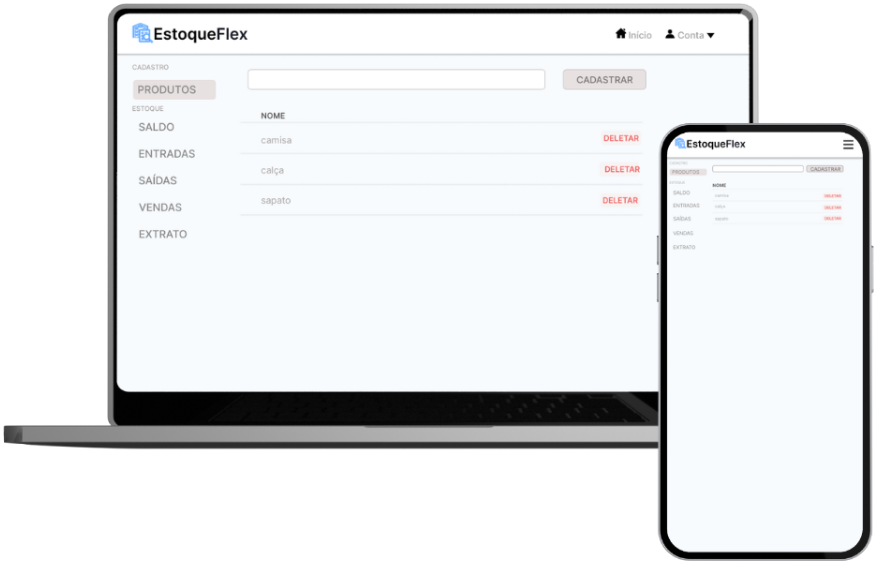 EstoqueFlex
Início Conta
CADASTRO
PRODUTOS
CADASTRAR
ESTOQUE
SALDO
ENTRADAS
SAÍDAS
VENDAS
EXTRATO
NOME
camisa DELETAR
calça DELETAR
sapato DELETAR
EstoqueFlex
CADASTRO
PRODUTOS
CADASTRAR
ESTOQUE
SALDO
ENTRADAS
SAÍDAS
VENDAS
EXTRATO
NOME
camisa DELETAR
calça DELETAR
sapato DELETAR